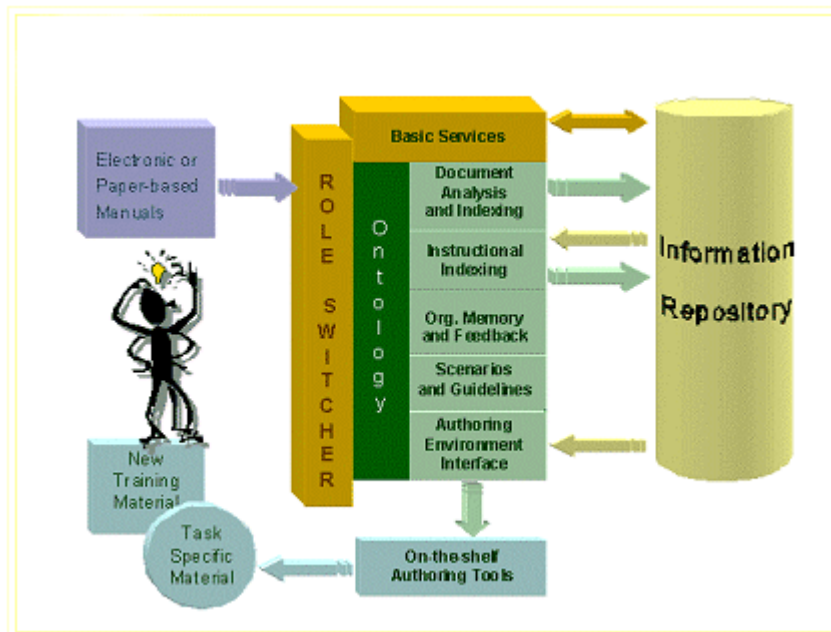 Basic Services
Electronic or
Paper-based
Manuals
ROLE SWITCHER
Ontology
Document
Analysis
and Indexing
Instructional
Indexing
Org. Memory
and Feedback
Scenarios
and Guidelines
Authoring
Environment
Interface
Information
Repository
New
Training
Material
Task
Specific
Material
On-the-shelf
Authoring Tools